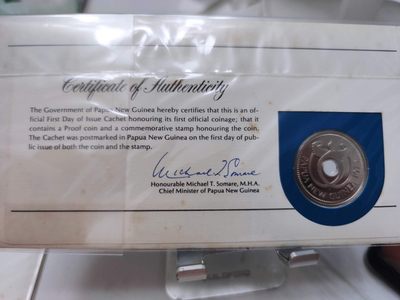 Certificate of Authenticity
The Government of Papua New Guinea hereby certifies that this is an of-
ficial First Day of Issue Cachet honouring its first official coinage; that it
contains a Proof coin and a commemorative stamp honouring the coin.
The Cachet was postmarked in Papua New Guinea on the first day of pub-
lic issue of both the coin and the stamp.
Michael T Somare
Honourable Michael T. Somare, M.H.A.
Chief Minister of Papua New Guinea